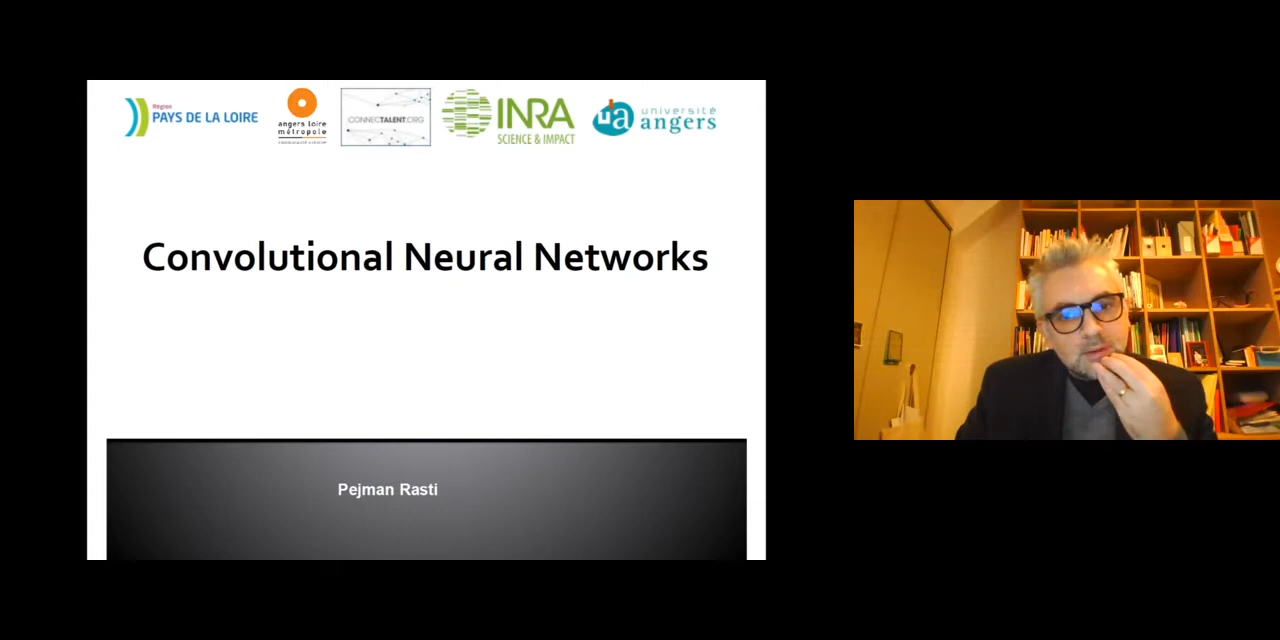 Région
PAYS DE LA LOIRE
angers loire
métropole
CONNECTALENT.ORG
INRA
SCIENCE & IMPACT
ua
université
angers
Convolutional Neural Networks
Pejman Rasti